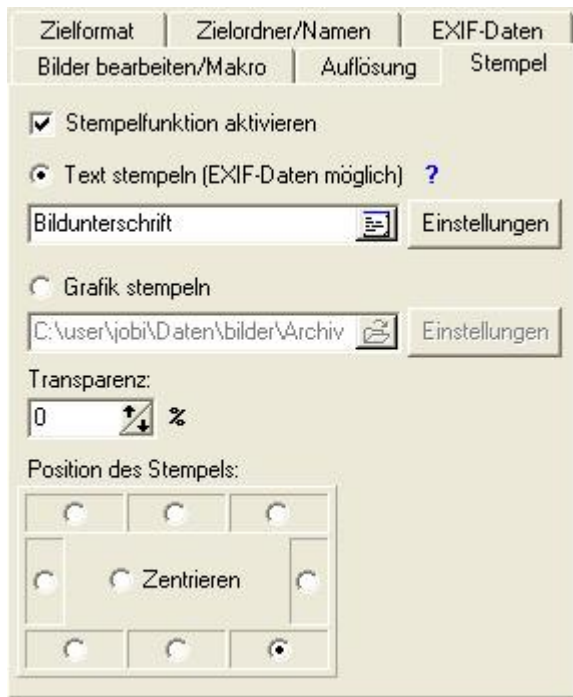 Zielformat Zielordner/Namen EXIF-Daten
Bilder bearbeiten/Makro Auflösung Stempel
Stempelfunktion aktivieren
Text stempeln (EXIF-Daten möglich) ?
Bildunterschrift Einstellungen
Grafik stempeln
C:\user\jobi\Daten\bilder\Archiv Einstellungen
Transparenz:
0 %
Position des Stempels:
Zentrieren